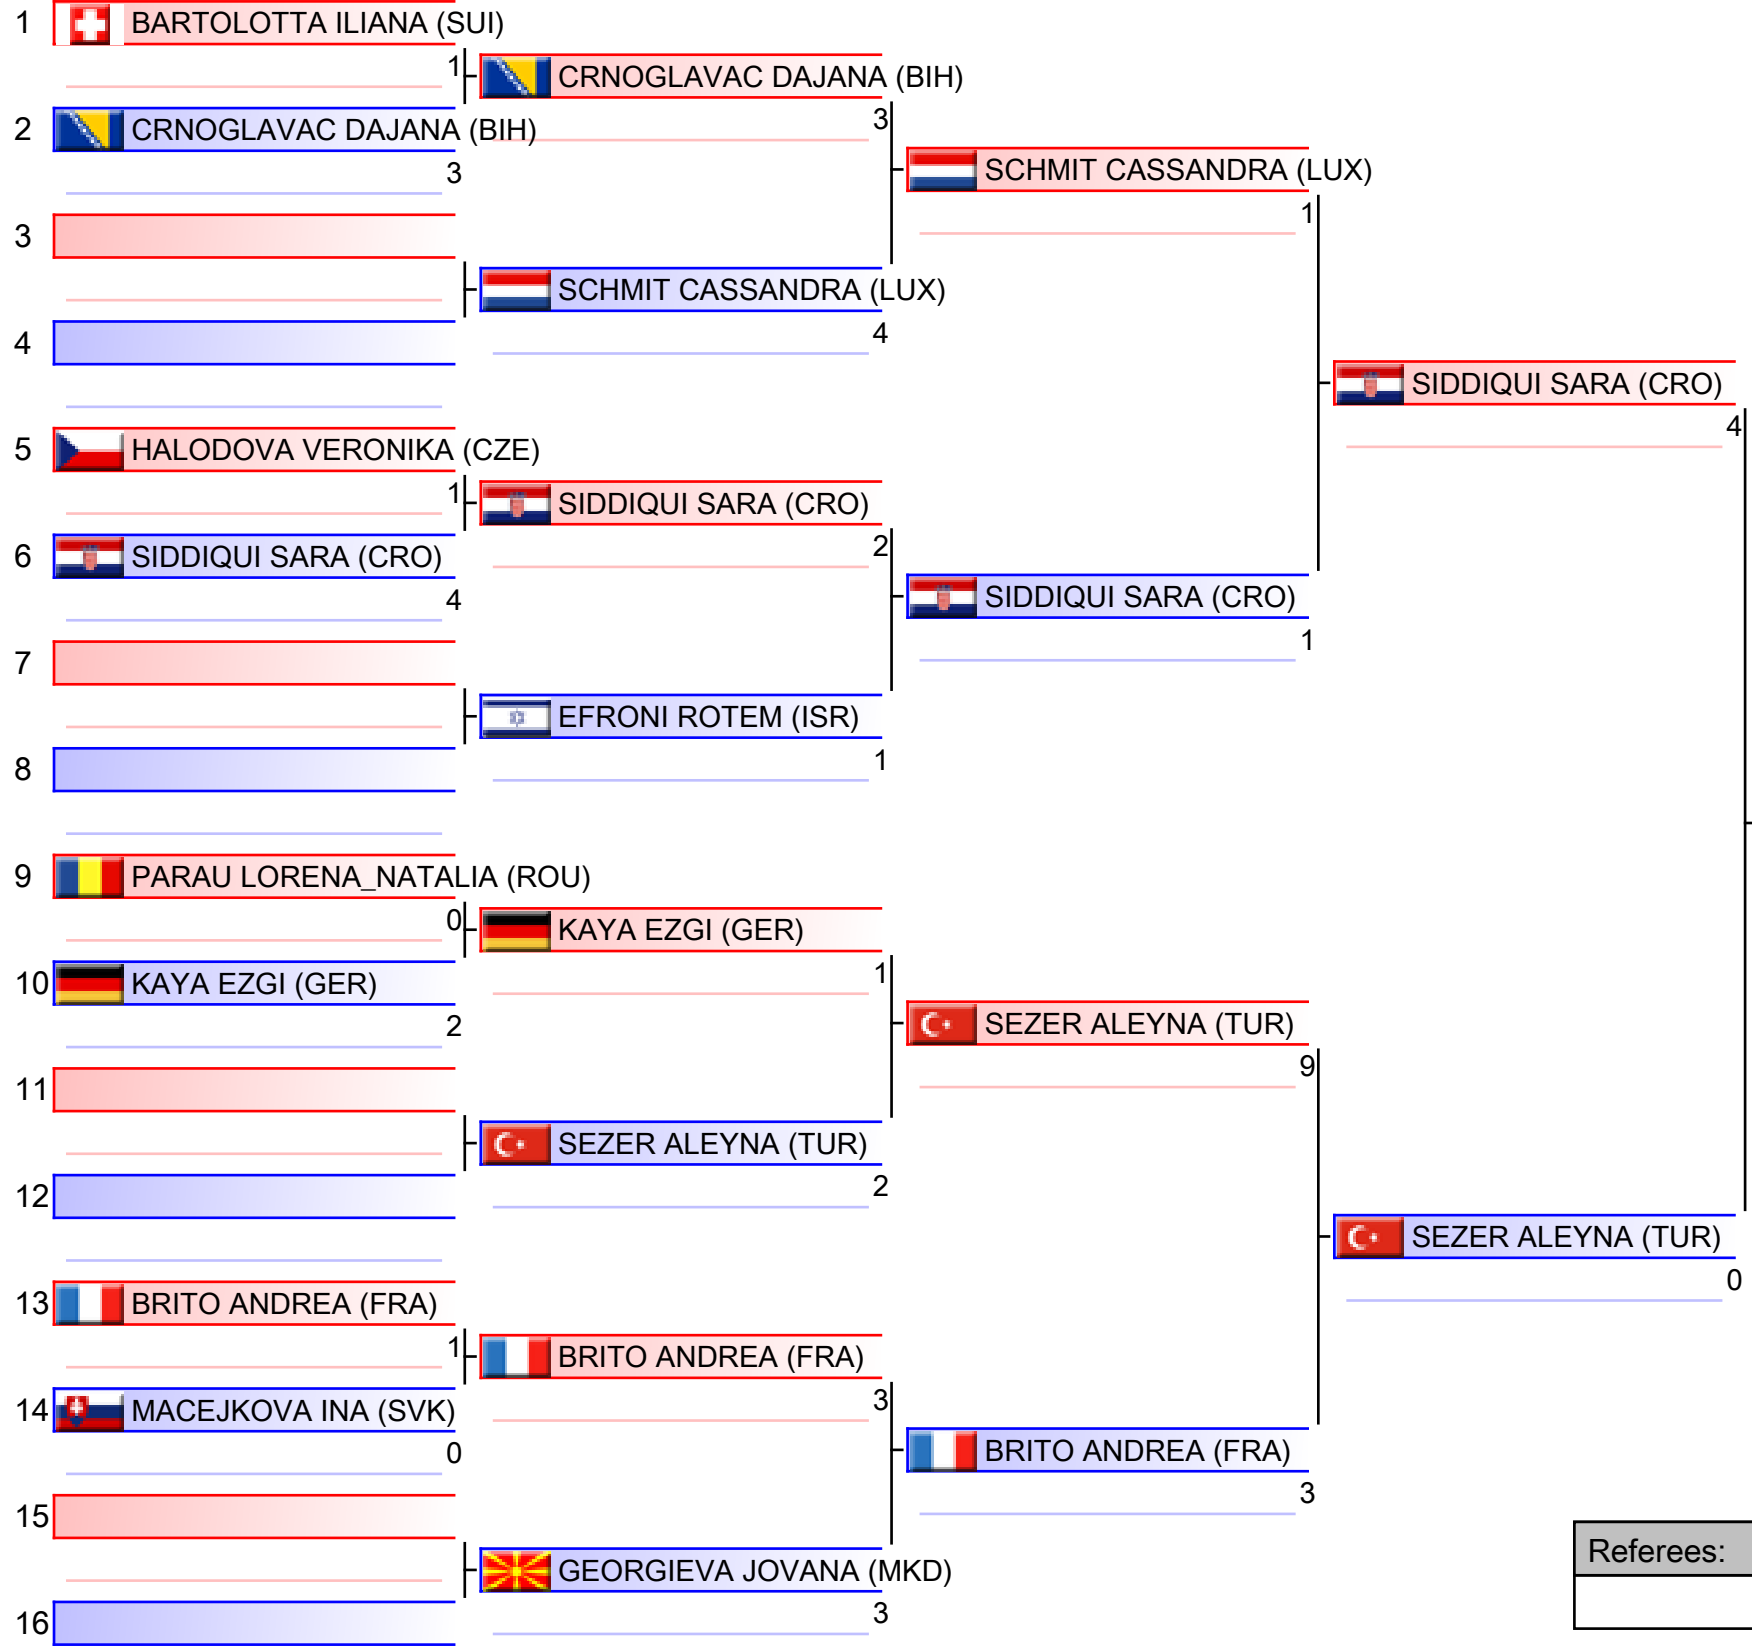 1 BARTOLOTTA ILIANA (SUI)
1 CRNOGLAVAC DAJANA (BIH)
2 CRNOGLAVAC DAJANA (BIH) 3
3 SCHMIT CASSANDRA (LUX)
1
3
SCHMIT CASSANDRA (LUX)
4 4
SIDDIQUI SARA (CRO)
4
5 HALODOVA VERONIKA (CZE)
1 SIDDIQUI SARA (CRO)
2
6 SIDDIQUI SARA (CRO)
4 SIDDIQUI SARA (CRO)
1
7
EFRONI ROTEM (ISR)
1
8
9 PARAU LORENA_NATALIA (ROU)
0 KAYA EZGI (GER)
1
10 KAYA EZGI (GER)
2 SEZER ALEYNA (TUR)
9
11
SEZER ALEYNA (TUR)
2
12
SEZER ALEYNA (TUR)
0
13 BRITO ANDREA (FRA)
1 BRITO ANDREA (FRA)
3
14 MACEJKOVA INA (SVK)
0 BRITO ANDREA (FRA)
3
15
Referees:
GEORGIEVA JOVANA (MKD)
3
16